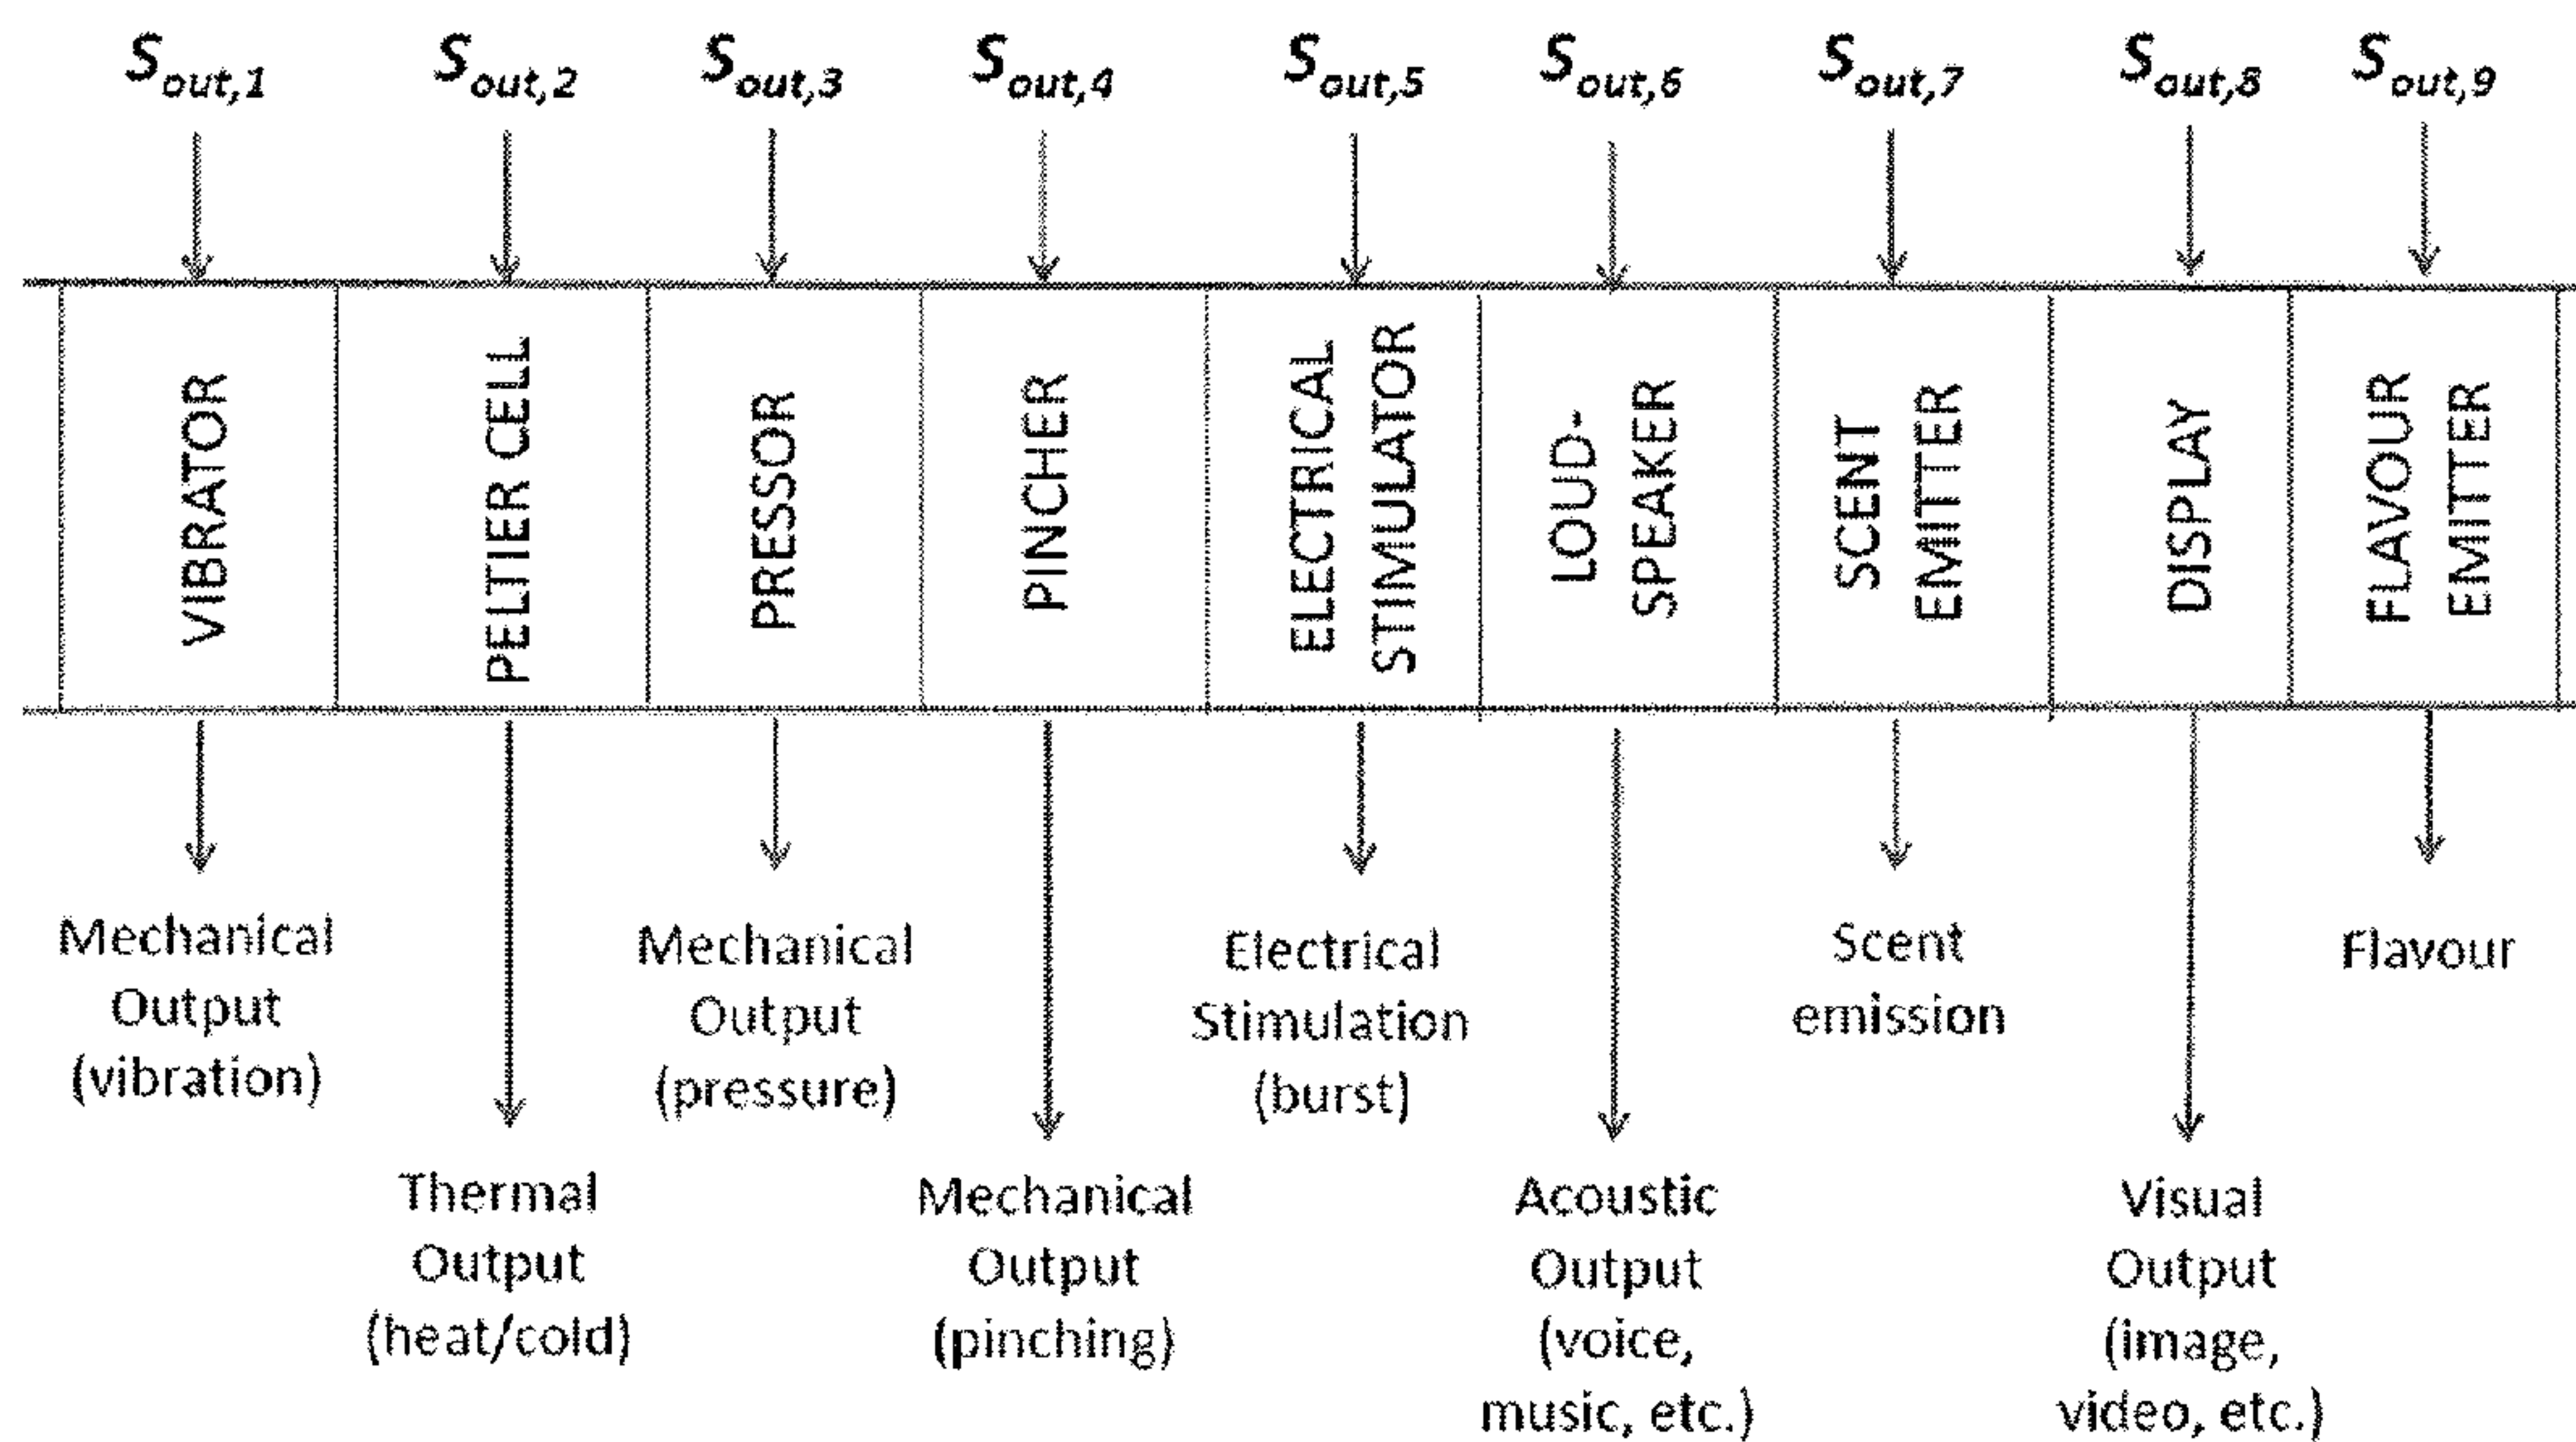 Sout,1 Sout,2 Sout,3 Sout,4 Sout,5 Sout,6 Sout,7 Sout,8 Sout,9
VIBRATOR
PELTIER CELL
PRESSOR
PINCHER
ELECTRICAL
STIMULATOR
LOUD-
SPEAKER
SCENT
EMITTER
DISPLAY
FLAVOUR
EMITTER
Mechanical
Output
(vibration)
Thermal
Output
(heat/cold)
Mechanical
Output
(pressure)
Mechanical
Output
(pinching)
Electrical
Stimulation
(burst)
Acoustic
Output
(voice,
music, etc.)
Scent
emission
Visual
Output
(image,
video, etc.)
Flavour